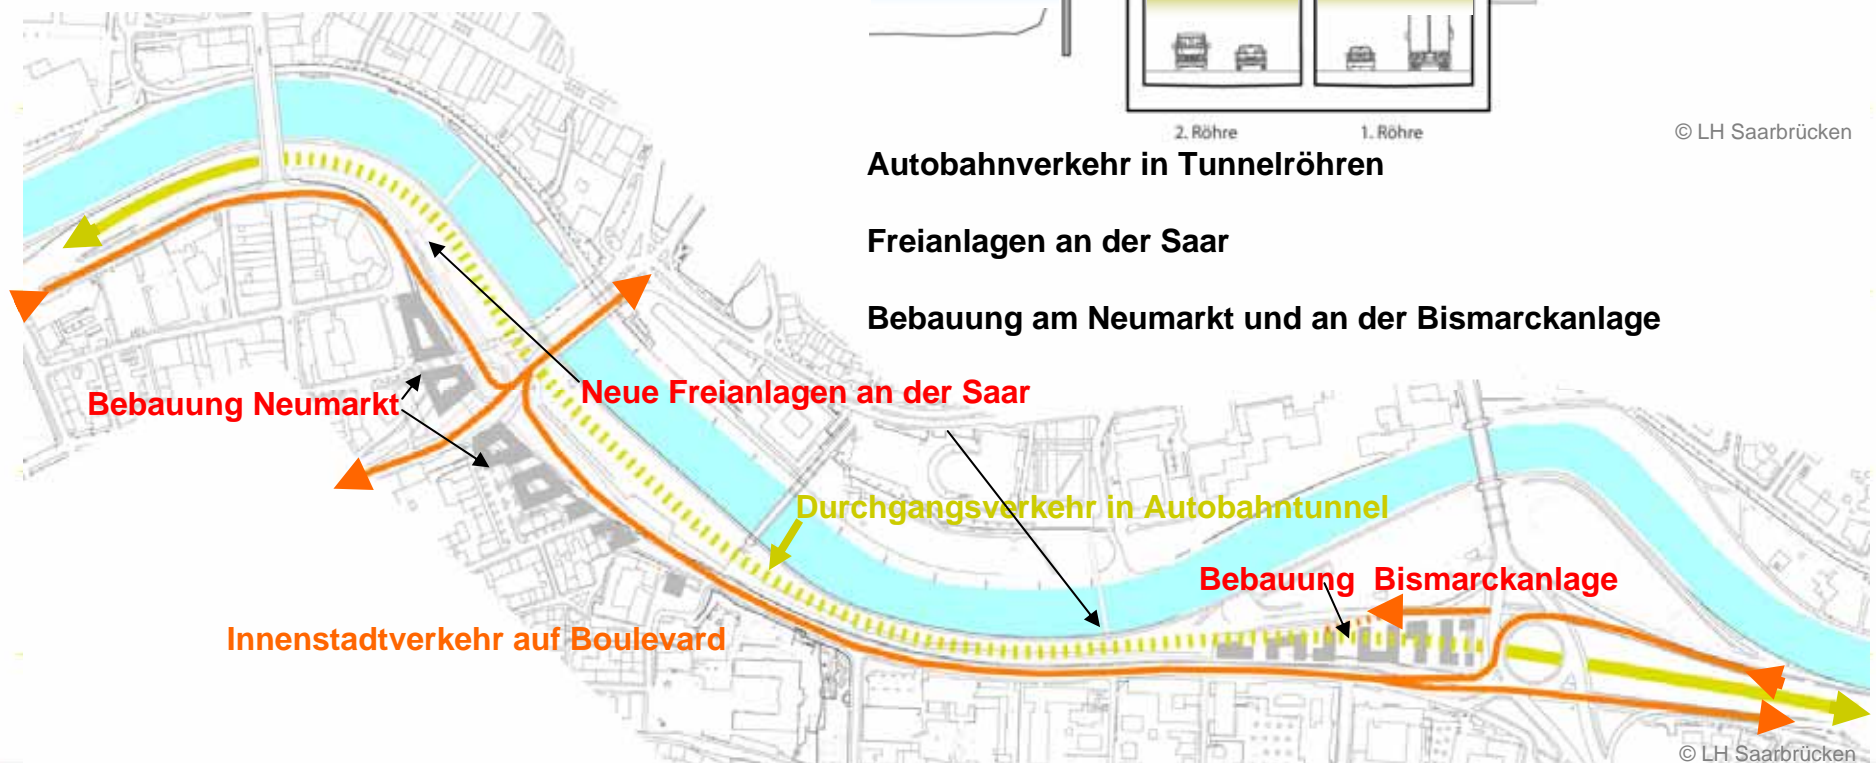 2. Röhre 1. Röhre
© LH Saarbrücken
Autobahnverkehr in Tunnelröhren
Freianlagen an der Saar
Bebauung am Neumarkt und an der Bismarckanlage
Bebauung Neumarkt
Neue Freianlagen an der Saar
Durchgangsverkehr in Autobahntunnel
Bebauung Bismarckanlage
Innenstadtverkehr auf Boulevard
© LH Saarbrücken